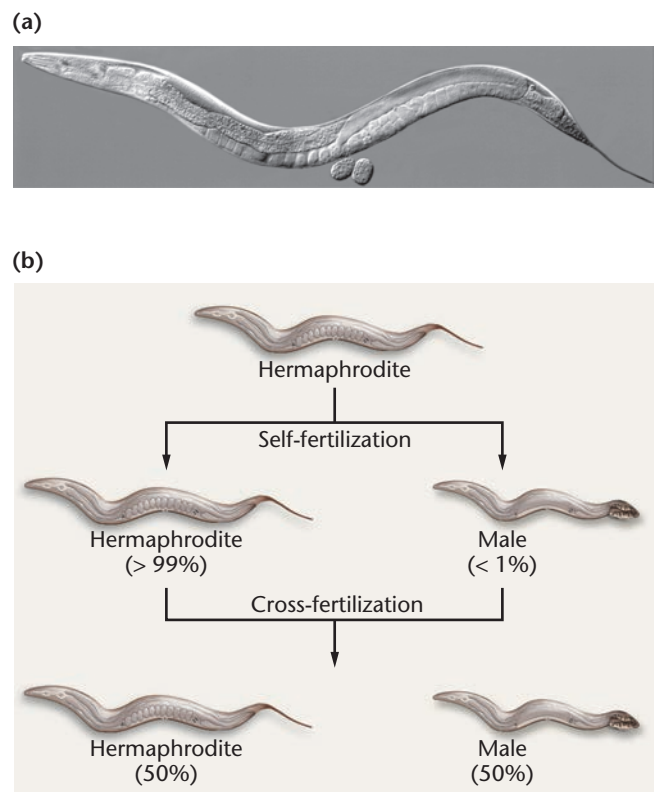 (a)
(b)
Hermaphrodite
Self-fertilization
Hermaphrodite
(> 99%)
Male
(< 1%)
Cross-fertilization
Hermaphrodite
(50%)
Male
(50%)